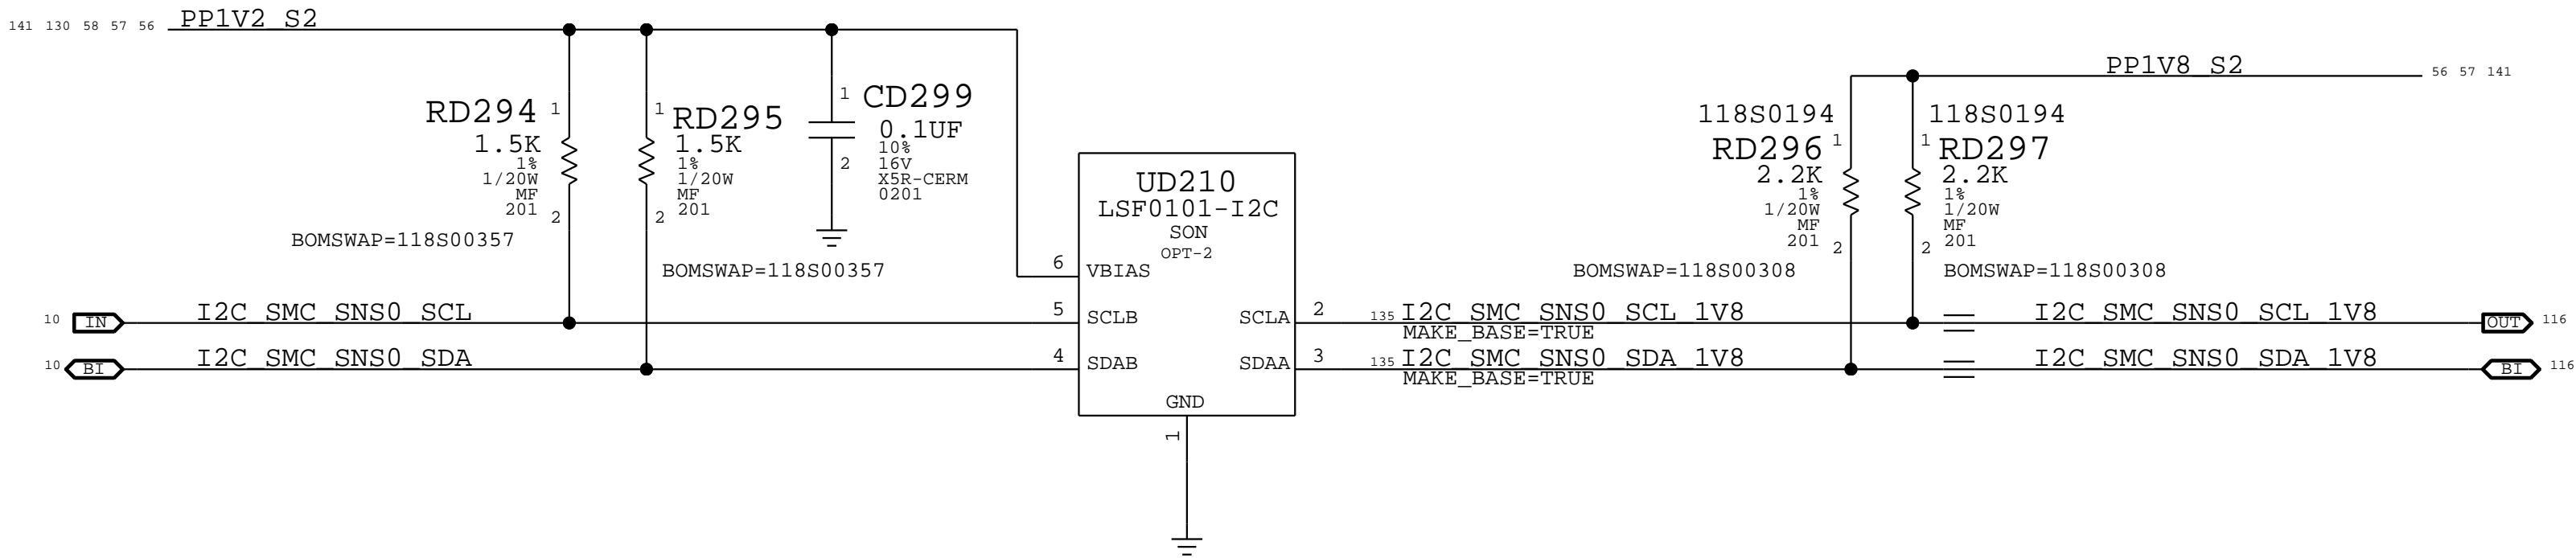 141 130 58 57 56
PP1V2_S2
RD294
1
1.5K
1%
1/20W
MF
201
2
BOMSWAP=118S00357
1
RD295
1.5K
1%
1/20W
MF
201
2
BOMSWAP=118S00357
1
CD299
0.1UF
10%
16V
X5R-CERM
0201
2
UD210
LSF0101-I2C
SON
OPT-2
6
VBIAS
5
SCLB
SCLA
2
4
SDAB
SDAA
3
GND
1
10
IN
I2C_SMC_SNS0_SCL
10
BI
I2C_SMC_SNS0_SDA
PP1V8_S2
56 57 141
118S0194
RD296
1
2.2K
1%
1/20W
MF
201
2
BOMSWAP=118S00308
118S0194
1
RD297
2.2K
1%
1/20W
MF
201
2
BOMSWAP=118S00308
135
I2C_SMC_SNS0_SCL_1V8
MAKE_BASE=TRUE
I2C_SMC_SNS0_SCL_1V8
OUT
116
135
I2C_SMC_SNS0_SDA_1V8
MAKE_BASE=TRUE
I2C_SMC_SNS0_SDA_1V8
BI
116